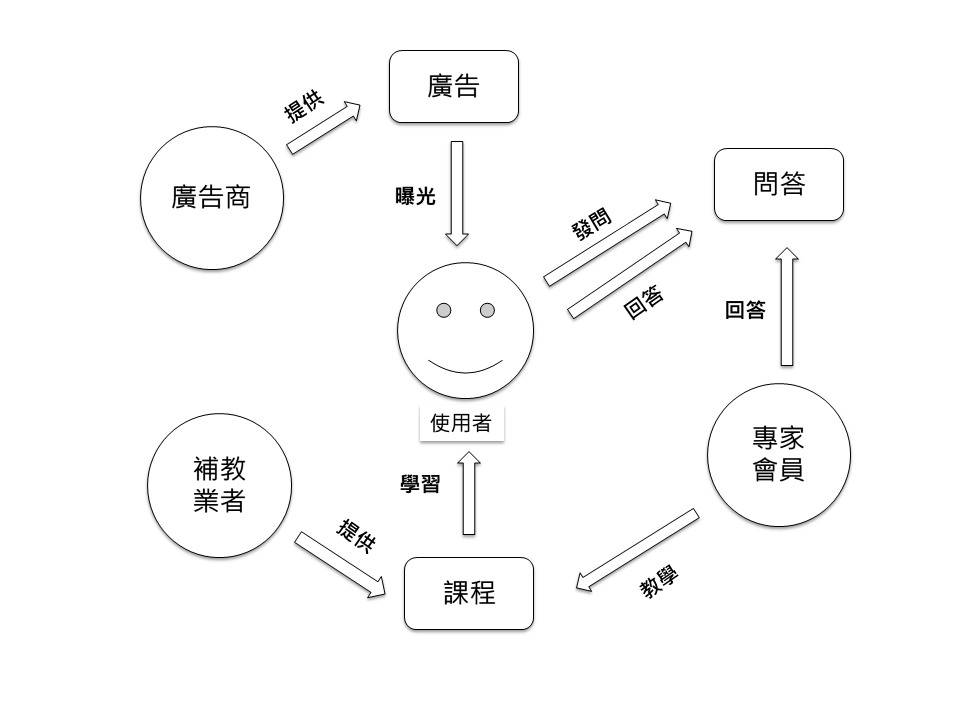 廣告
提供
廣告商
曝光
問答
發問
回答
回答
使用者
專家
會員
補教
業者
學習
提供
課程
教學